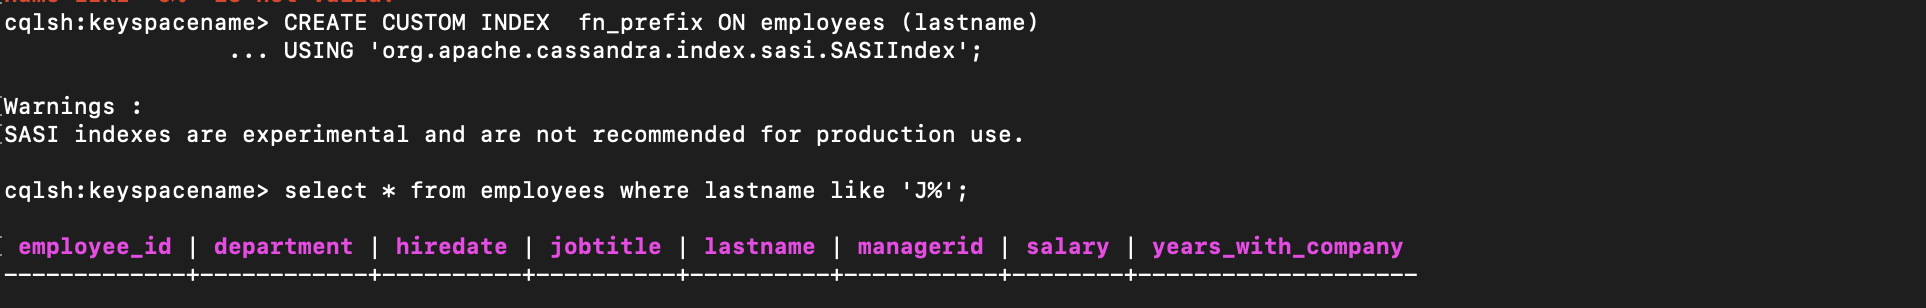 cqlsh:keyspacename> CREATE CUSTOM INDEX  fn_prefix ON employees (lastname)
                ... USING 'org.apache.cassandra.index.sasi.SASIIndex';
Warnings :
SASI indexes are experimental and are not recommended for production use.
cqlsh:keyspacename> select * from employees where lastname like 'J%';
 employee_id | department | hiredate | jobtitle | lastname | managerid | salary | years_with_company
-------------+------------+----------+----------+----------+-----------+--------+--------------------